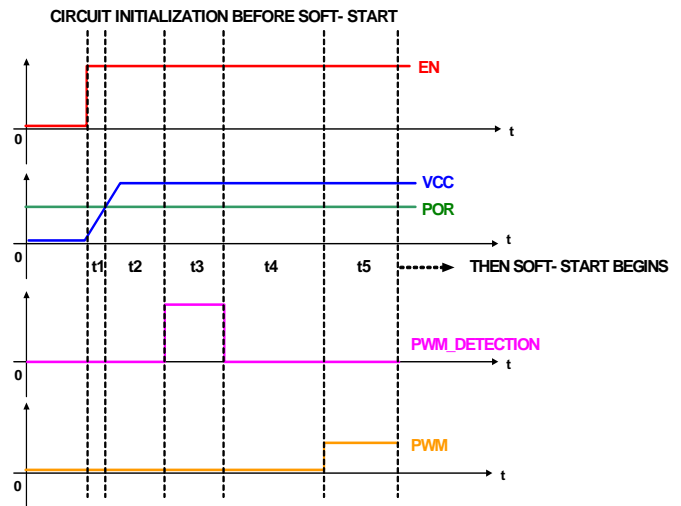 CIRCUIT INITIALIZATION BEFORE SOFT- START
EN
0
t
VCC
POR
0
t
t1 t2 t3 t4 t5 THEN SOFT- START BEGINS
PWM_DETECTION
0
t
PWM
0
t